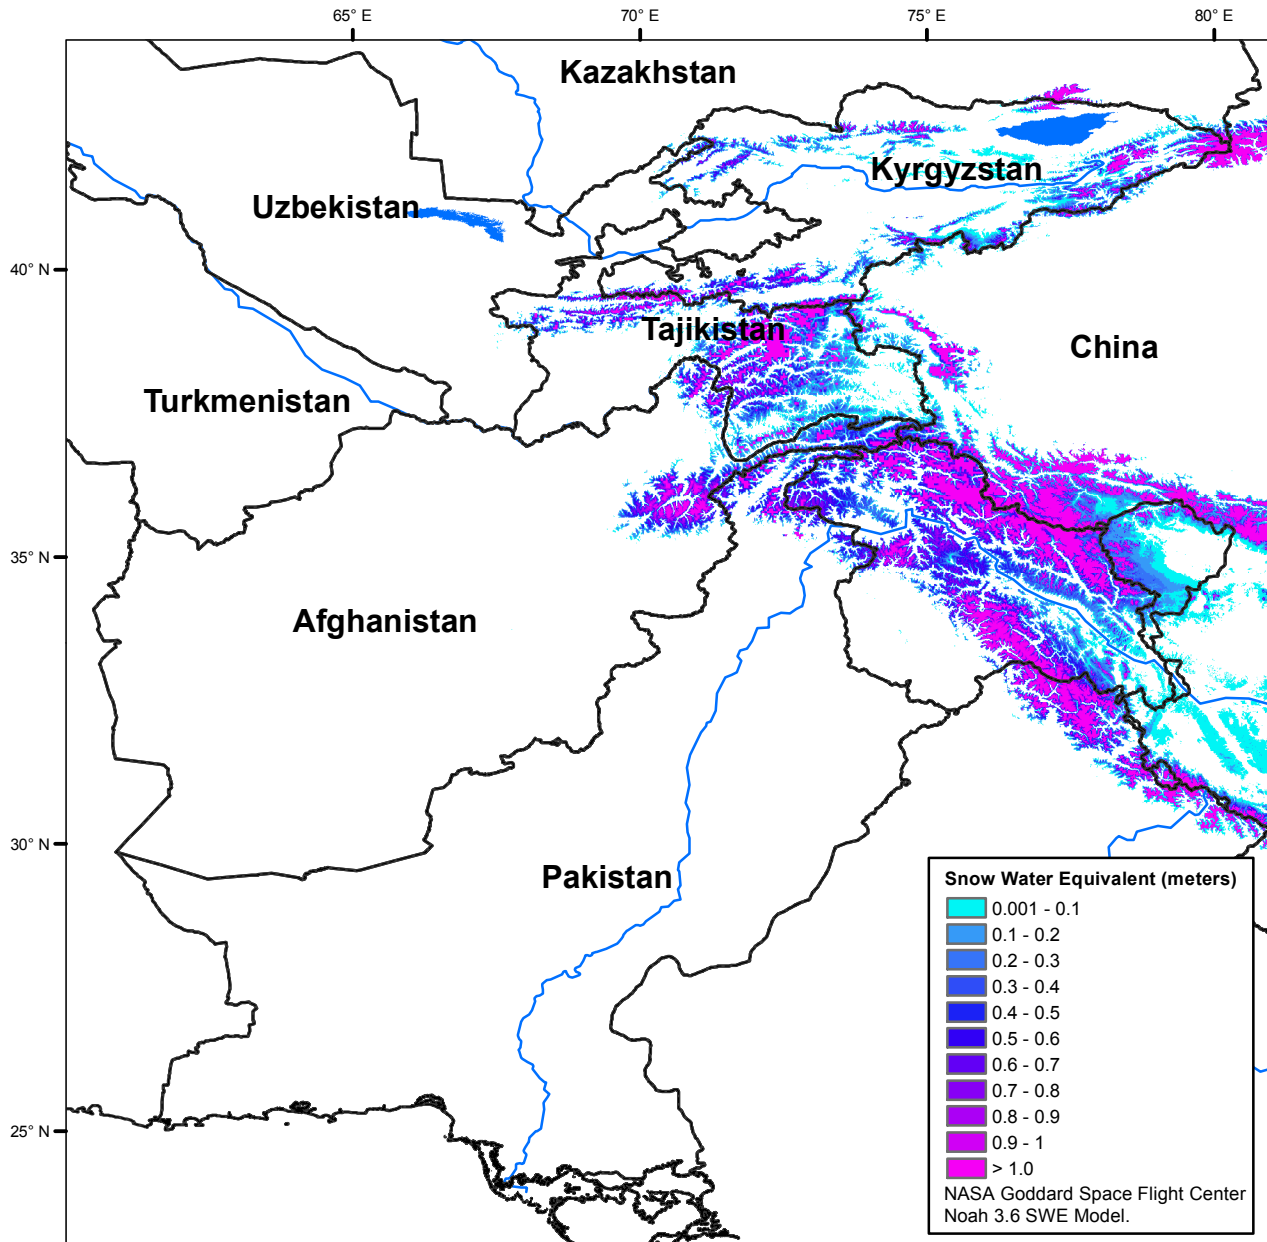 65° E
70° E
75° E
80° E
Kazakhstan
Kyrgyzstan
Uzbekistan
40° N
Tajikistan
China
Turkmenistan
35° N
Afghanistan
30° N
Pakistan
25° N
Snow Water Equivalent (meters)
0.001 - 0.1
0.1 - 0.2
0.2 - 0.3
0.3 - 0.4
0.4 - 0.5
0.5 - 0.6
0.6 - 0.7
0.7 - 0.8
0.8 - 0.9
0.9 - 1
> 1.0
NASA Goddard Space Flight Center
Noah 3.6 SWE Model.